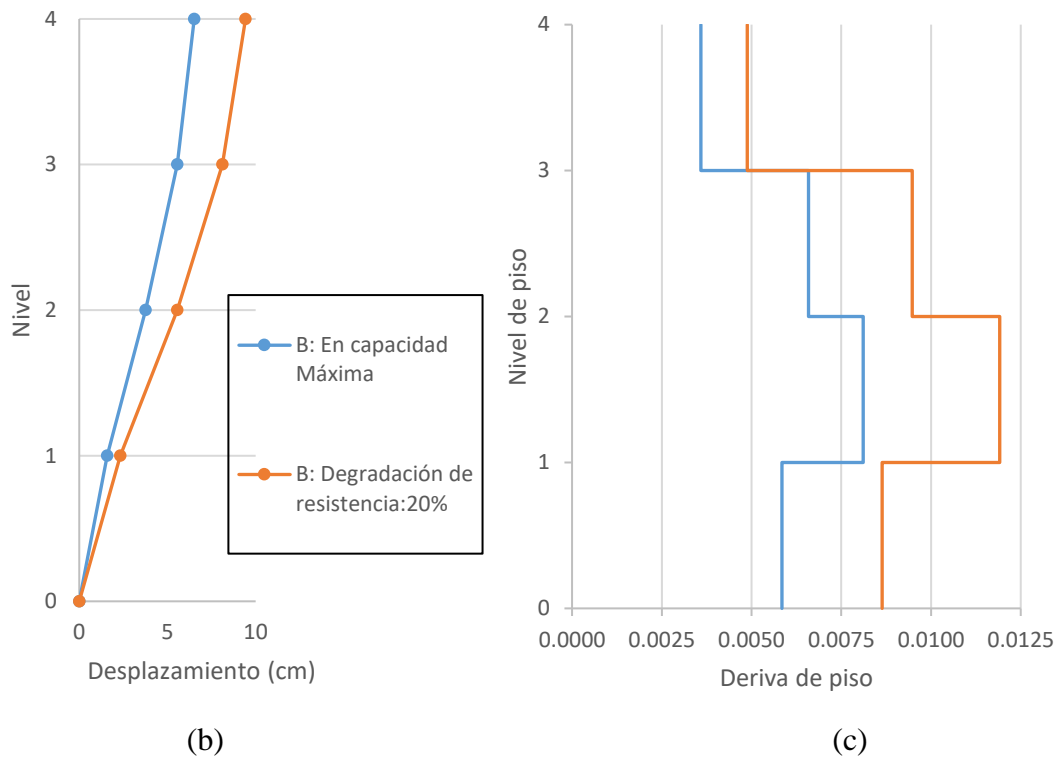 4
3
2
1
0
Nivel
0 5 10
Desplazamiento (cm)
B: En capacidad
Máxima
B: Degradación de
resistencia:20%
(b)
4
3
2
1
0
Nivel de piso
0.0000 0.0025 0.0050 0.0075 0.0100 0.0125
Deriva de piso
(c)